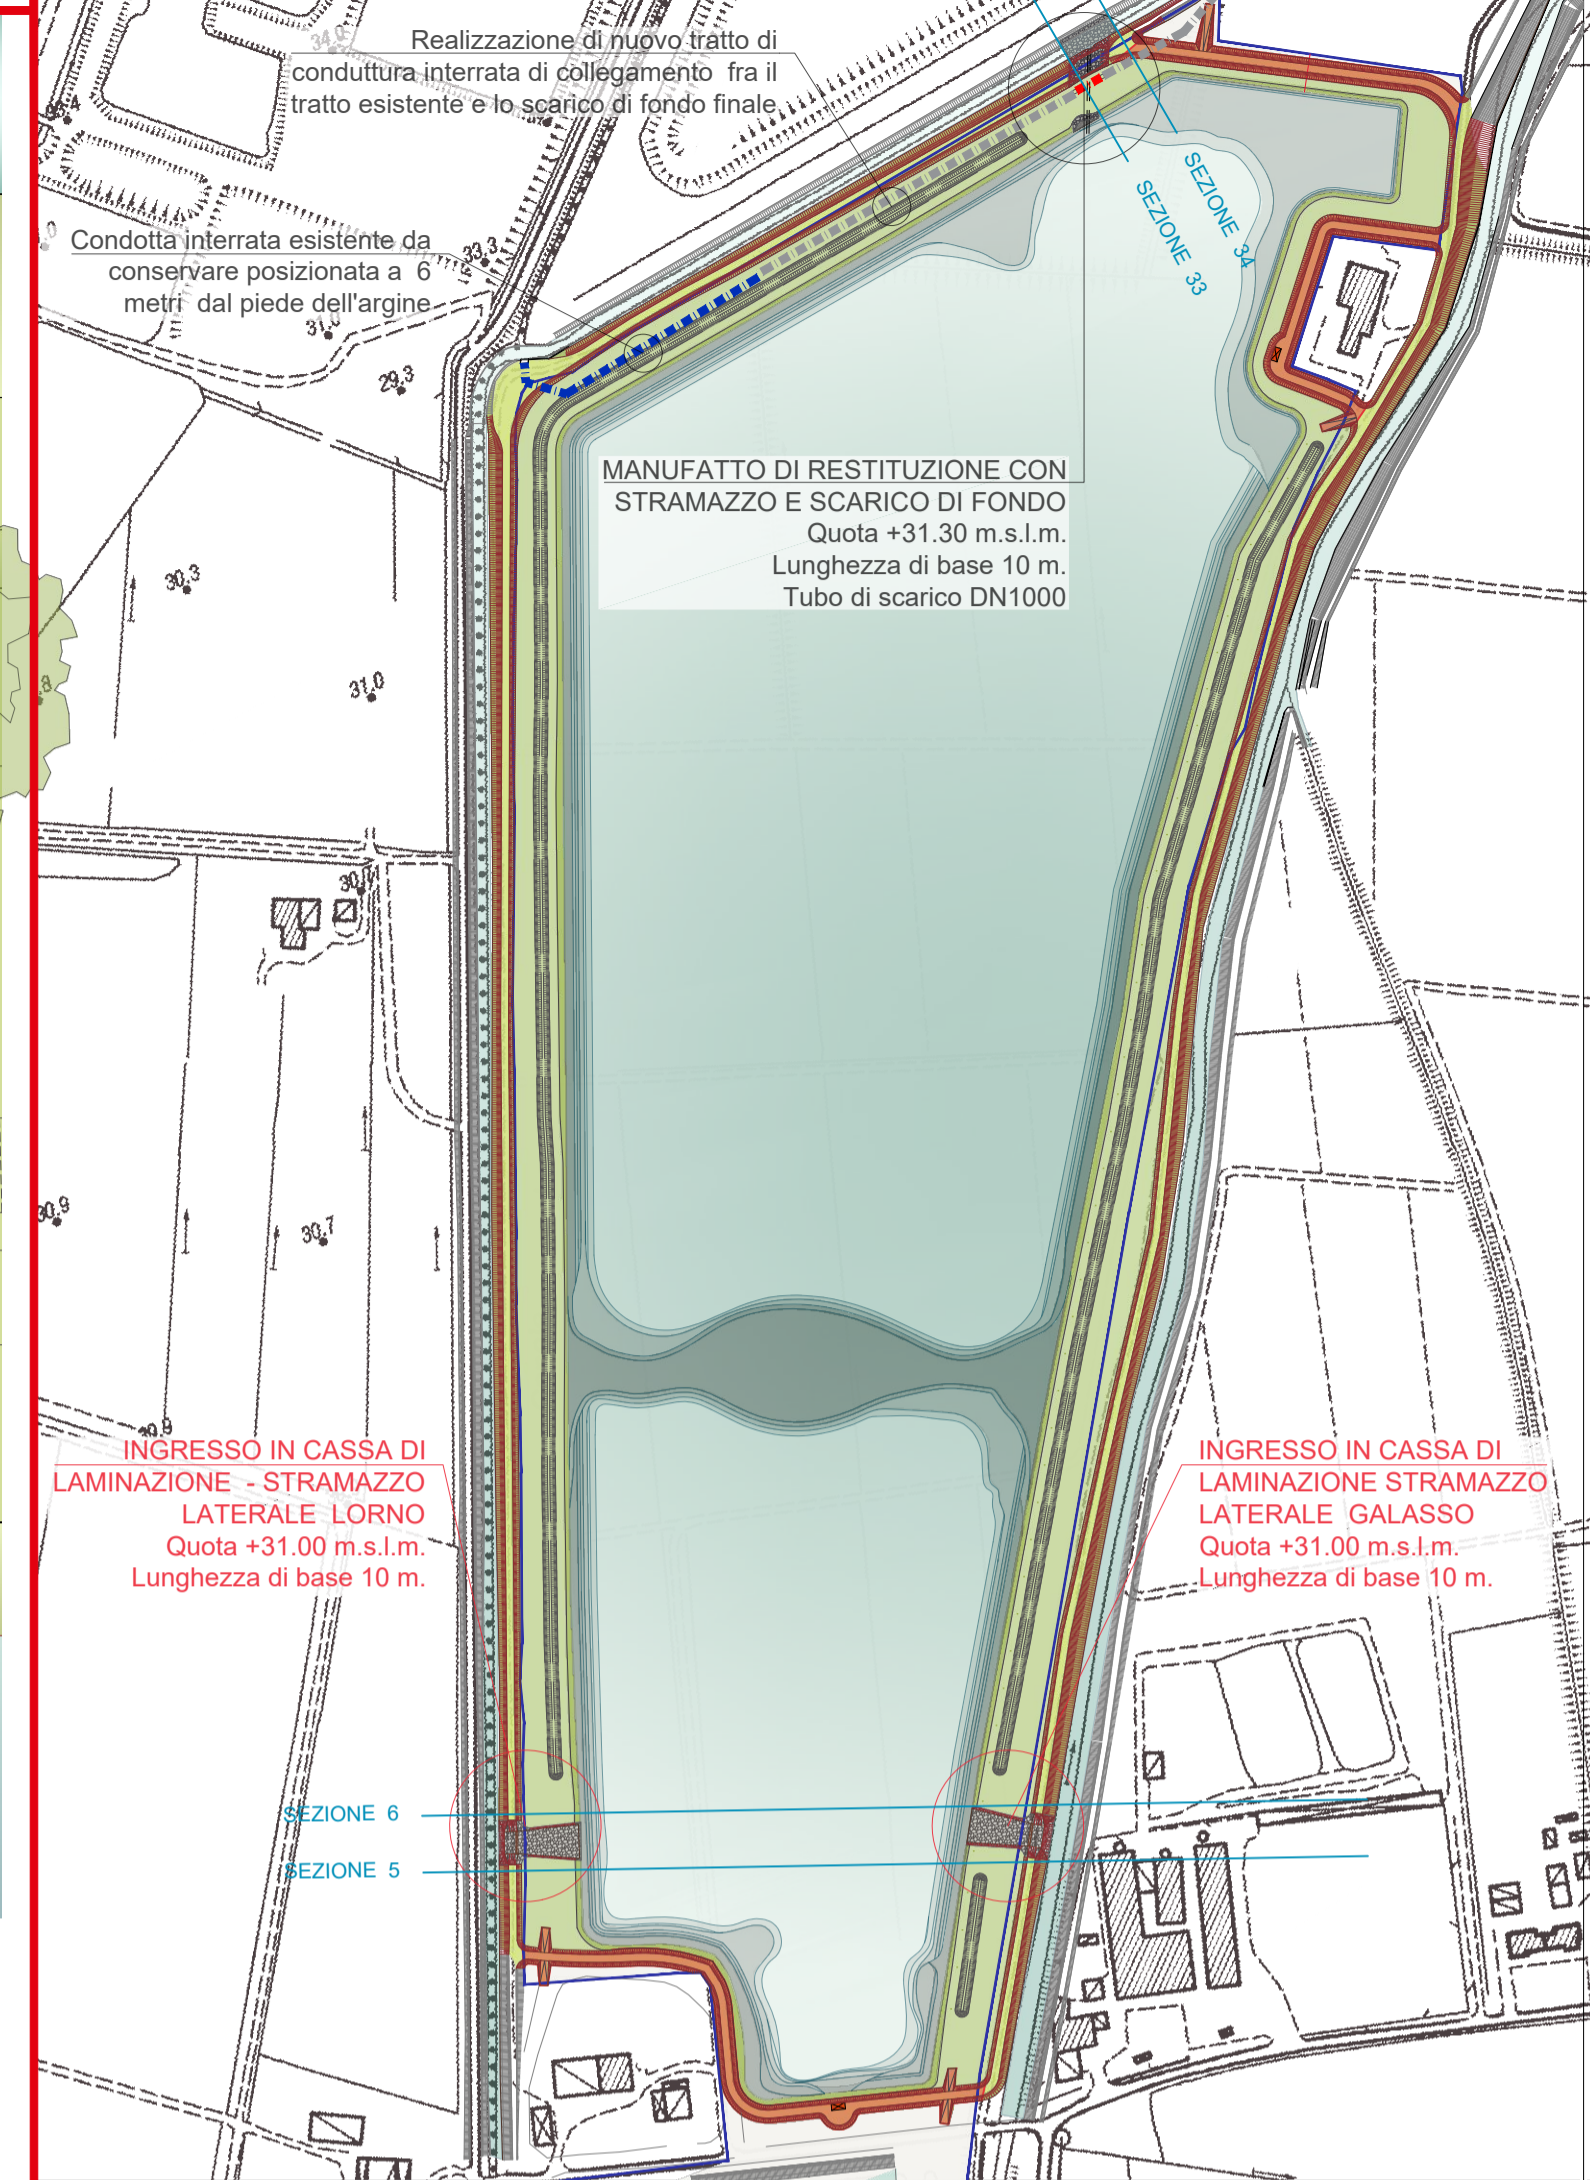 Realizzazione di nuovo tratto di
conduttura interrata di collegamento fra il
tratto esistente e lo scarico di fondo finale
34.0
Condotta interrata esistente da
conservare posizionata a 6
metri dal piede dell'argine
33.3
31.0
29.3
SEZIONE 34
SEZIONE 33
MANUFATTO DI RESTITUZIONE CON
STRAMAZZO E SCARICO DI FONDO
Quota +31.30 m.s.l.m.
Lunghezza di base 10 m.
Tubo di scarico DN1000
30.3
31.0
30.9
30.7
30.9
INGRESSO IN CASSA DI
LAMINAZIONE - STRAMAZZO
LATERALE LORNO
Quota +31.00 m.s.l.m.
Lunghezza di base 10 m.
INGRESSO IN CASSA DI
LAMINAZIONE STRAMAZZO
LATERALE GALASSO
Quota +31.00 m.s.l.m.
Lunghezza di base 10 m.
SEZIONE 6
SEZIONE 5